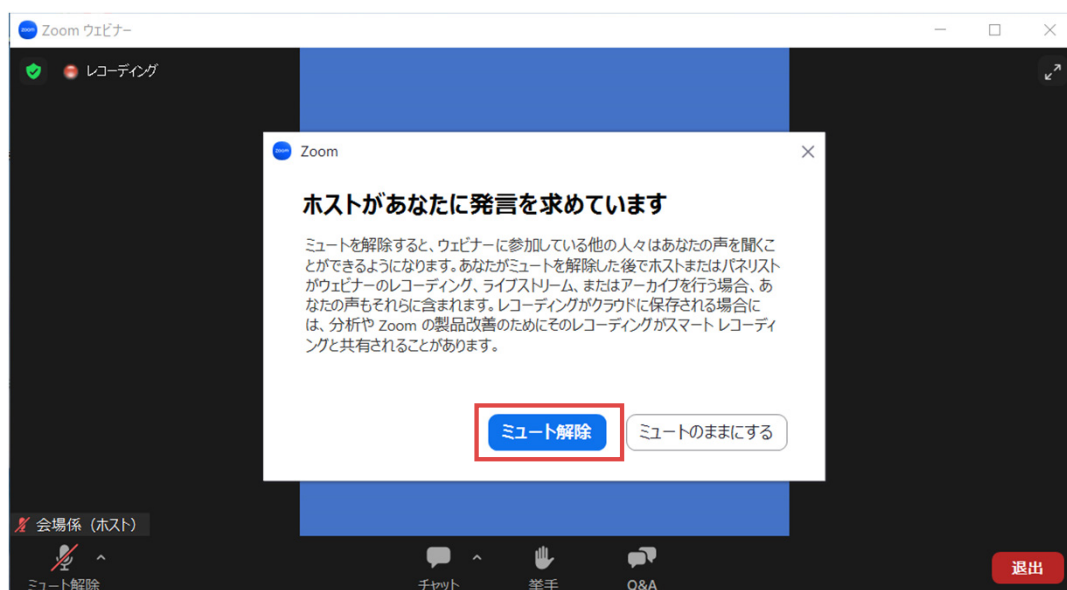 zoom Zoom ウェビナー
レコーディング
zoom Zoom
ホストがあなたに発言を求めています
ミュートを解除すると、ウェビナーに参加している他の人々はあなたの声を聞くこ
とができるようになります。あなたがミュートを解除した後でホストまたはパネリスト
がウェビナーのレコーディング、ライブストリーム、またはアーカイブを行う場合、あ
なたの声もそれらに含まれます。レコーディングがクラウドに保存される場合に
は、分析や Zoom の製品改善のためにそのレコーディングがスマート レコーディ
ングと共有されることがあります。
ミュート解除 ミュートのままにする
会場係（ホスト）
ミュート解除 チャット 挙手 Q&A 退出